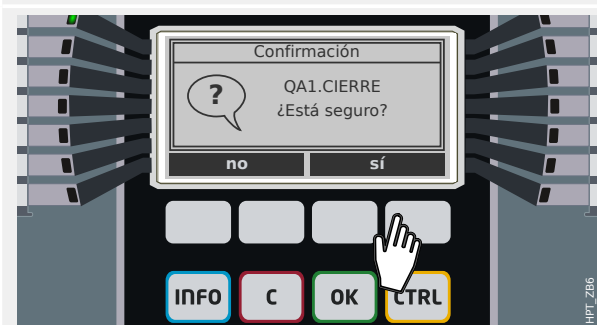 Confirmación
?
QA1.CIERRE
¿Está seguro?
no sí
INFO C OK CTRL
HPT_ZB6